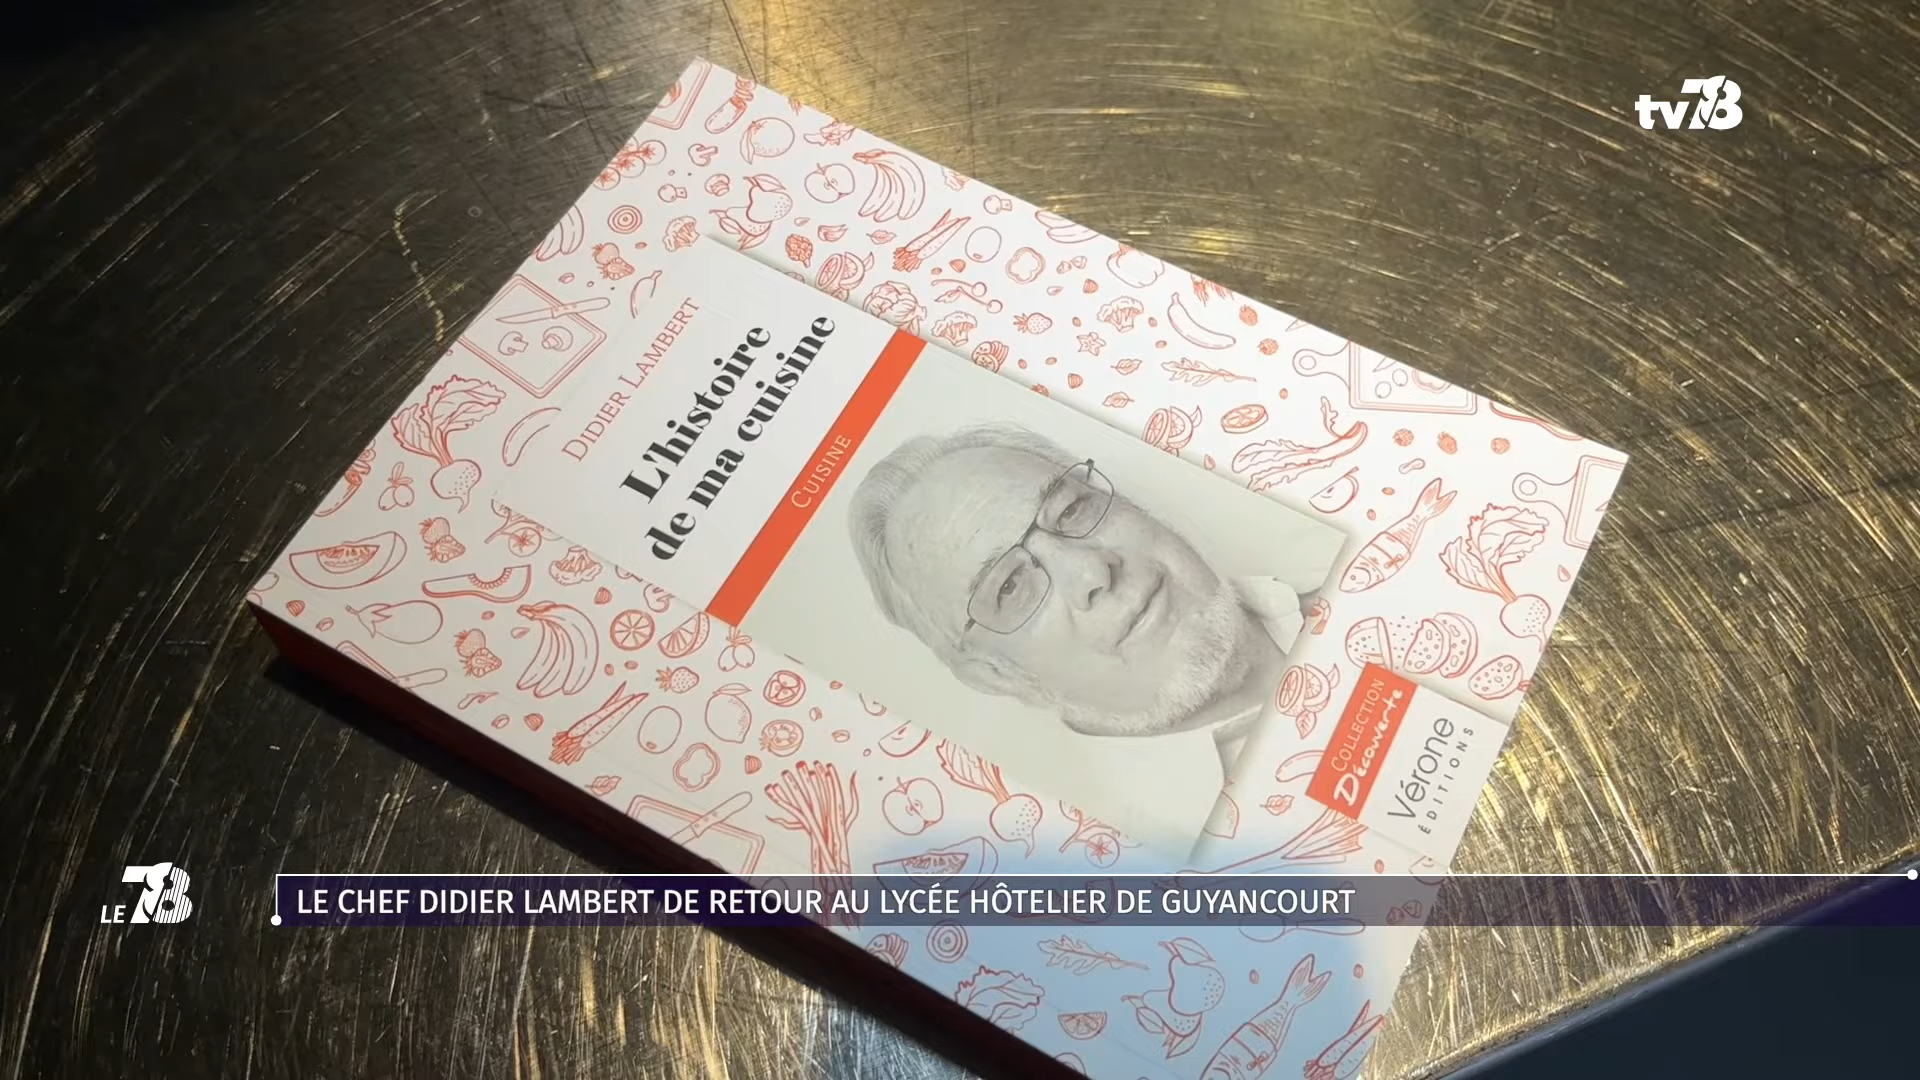 tv78
DIDIER LAMBERT
L'histoire
de ma cuisine
CUISINE
COLLECTION
Découverte
Vérone
ÉDITIONS
LE 78
LE CHEF DIDIER LAMBERT DE RETOUR AU LYCÉE HÔTELIER DE GUYANCOURT